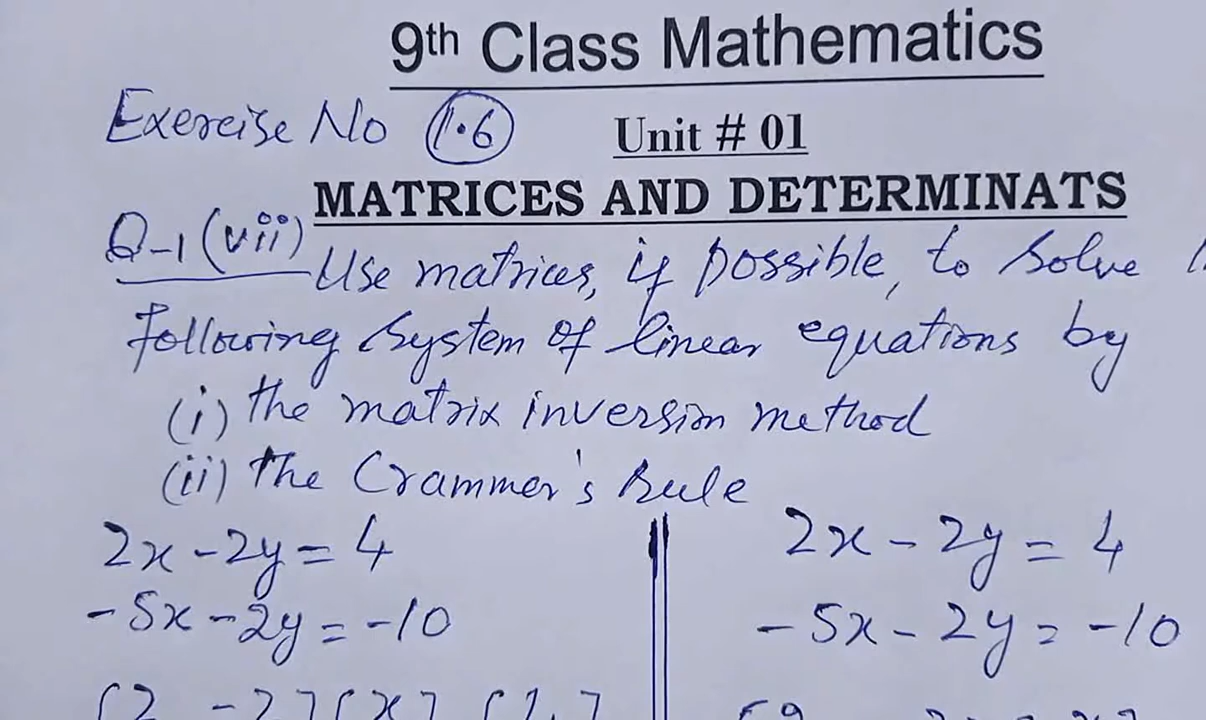 9th Class Mathematics
Exercise No 1.6
Unit # 01
MATRICES AND DETERMINATS
Q-1 (vii) Use matrices, if possible, to solve
following system of linear equations by
(i) the matrix inversion method
(ii) the Crammer's Rule
2x - 2y = 4
-5x - 2y = -10
2x - 2y = 4
-5x - 2y = -10